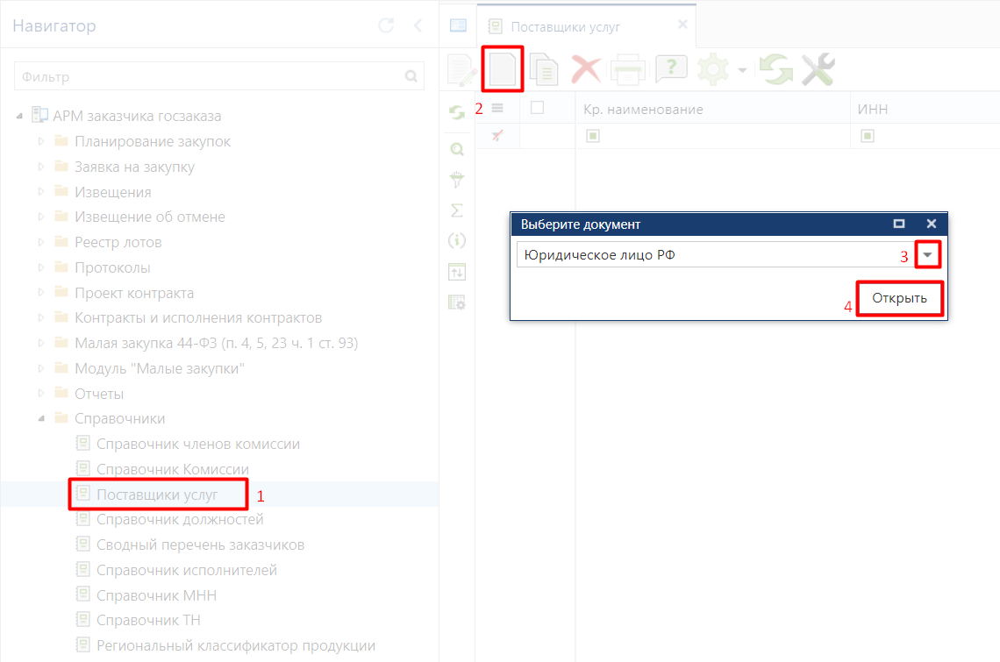 Навигатор
Фильтр
АРМ заказчика госзаказа
Планирование закупок
Заявка на закупку
Извещения
Извещение об отмене
Реестр лотов
Протоколы
Проект контракта
Контракты и исполнения контрактов
Малая закупка 44-ФЗ (п. 4, 5, 23 ч. 1 ст. 93)
Модуль "Малые закупки"
Отчеты
Справочники
Справочник членов комиссии
Справочник Комиссии
Поставщики услуг 1
Справочник должностей
Сводный перечень заказчиков
Справочник исполнителей
Справочник МНН
Справочник ТН
Региональный классификатор продукции
Поставщики услуг
2
Кр. наименование ИНН
Выберите документ
Юридическое лицо РФ 3
4 Открыть